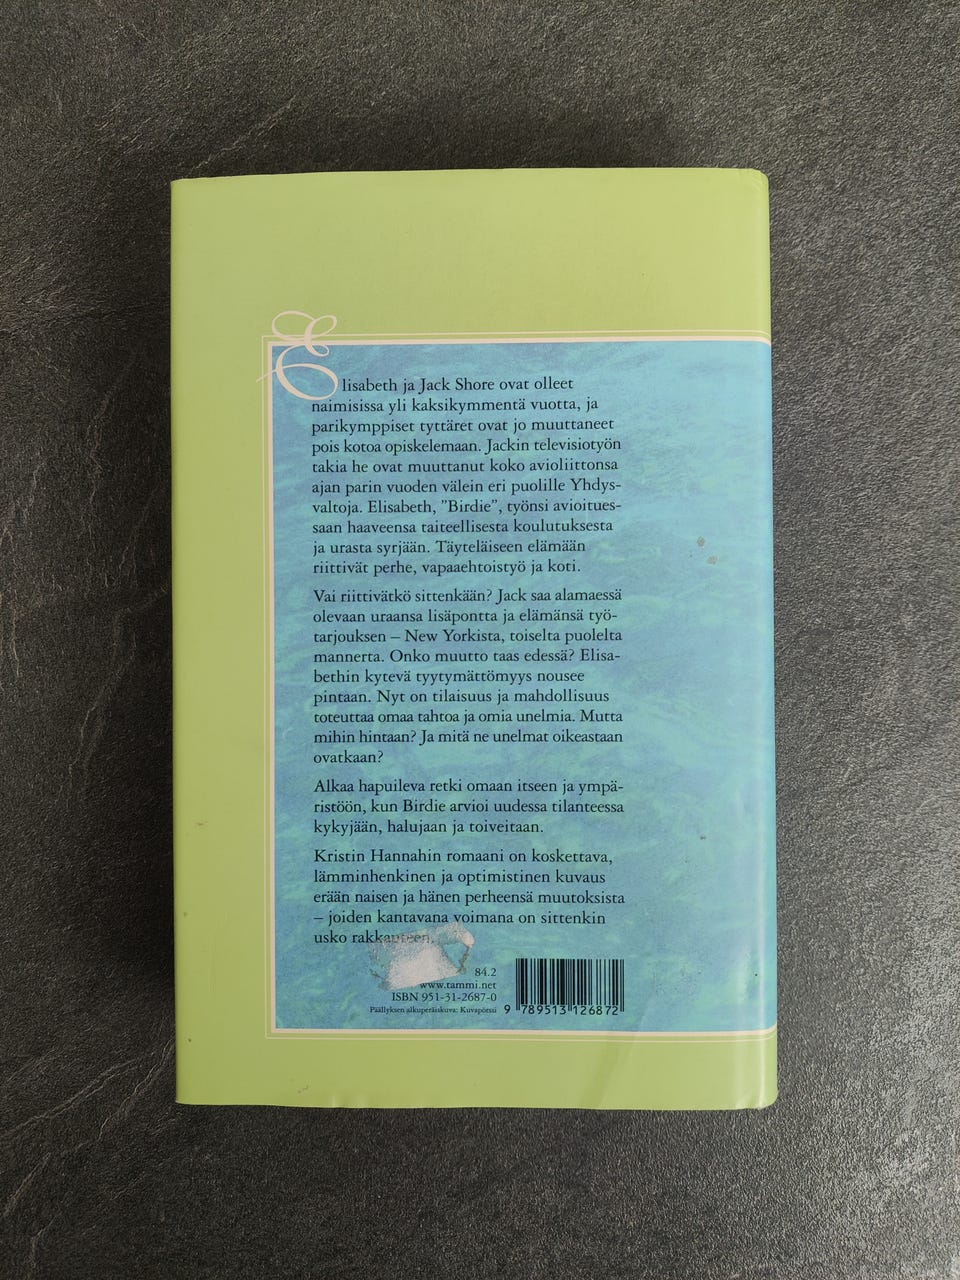 Elisabeth ja Jack Shore ovat olleet
naimisissa yli kaksikymmentä vuotta, ja
parikymppiset tyttäret ovat jo muuttaneet
pois kotoa opiskelemaan. Jackin televisiotyön
takia he ovat muuttanut koko avioliittonsa
ajan parin vuoden välein eri puolille Yhdys-
valtoja. Elisabeth, ”Birdie”, työnsi avioitues-
saan haaveensa taiteellisesta koulutuksesta
ja urasta syrjään. Täyteläiseen elämään
riittivät perhe, vapaaehtoistyö ja koti.
Vai riittivätkö sittenkään? Jack saa alamaessä
olevaan uraansa lisäpontta ja elämänsä työ-
tarjouksen – New Yorkista, toiselta puolelta
mannerta. Onko muutto taas edessä? Elisa-
bethin kytevä tyytymättömyys nousee
pintaan. Nyt on tilaisuus ja mahdollisuus
toteuttaa omaa tahtoa ja omia unelmia. Mutta
mihin hintaan? Ja mitä ne unelmat oikeastaan
ovatkaan?
Alkaa hapuileva retki omaan itseen ja ympä-
ristöön, kun Birdie arvioi uudessa tilanteessa
kykyjään, halujaan ja toiveitaan.
Kristin Hannahin romaani on koskettava,
lämminhenkinen ja optimistinen kuvaus
erään naisen ja hänen perheensä muutoksista
– joiden kantavana voimana on sittenkin
usko rakkauteen.
84.2
www.tammi.net
ISBN 951-31-2687-0
Päällyksen alkuperäiskuva: Kuvapörssi
9 789513 126872